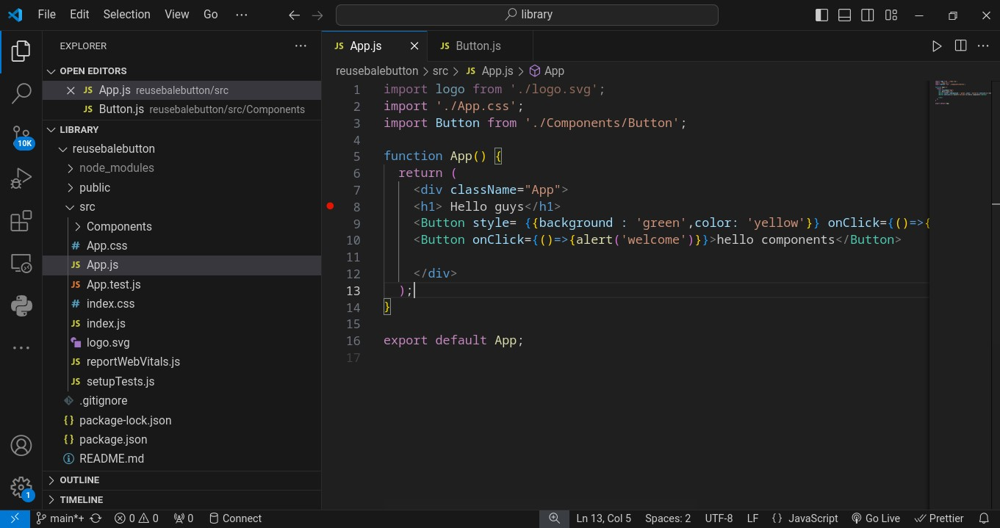 File Edit Selection View Go ··· library
EXPLORER ···
OPEN EDITORS
App.js reusebalebutton/src
Button.js reusebalebutton/src/Components
LIBRARY
reusebalebutton
node_modules
public
src
Components
# App.css
JS App.js
JS App.test.js
# index.css
JS index.js
logo.svg
JS reportWebVitals.js
JS setupTests.js
.gitignore
{} package-lock.json
{} package.json
README.md
OUTLINE
TIMELINE
10K
1
JS App.js JS Button.js
reusebalebutton > src > JS App.js > App
1 import logo from './logo.svg';
2 import './App.css';
3 import Button from './Components/Button';
4
5 function App() {
6 return (
7 <div className="App">
8 <h1> Hello guys</h1>
9 <Button style= {{background : 'green',color: 'yellow'}} onClick={()=>{
10 <Button onClick={()=>{alert('welcome')}}>hello components</Button>
11
12 </div>
13 );
14 }
15
16 export default App;
17
main*+ 0 0 0 Connect Ln 13, Col 5 Spaces: 2 UTF-8 LF {} JavaScript Go Live Prettier